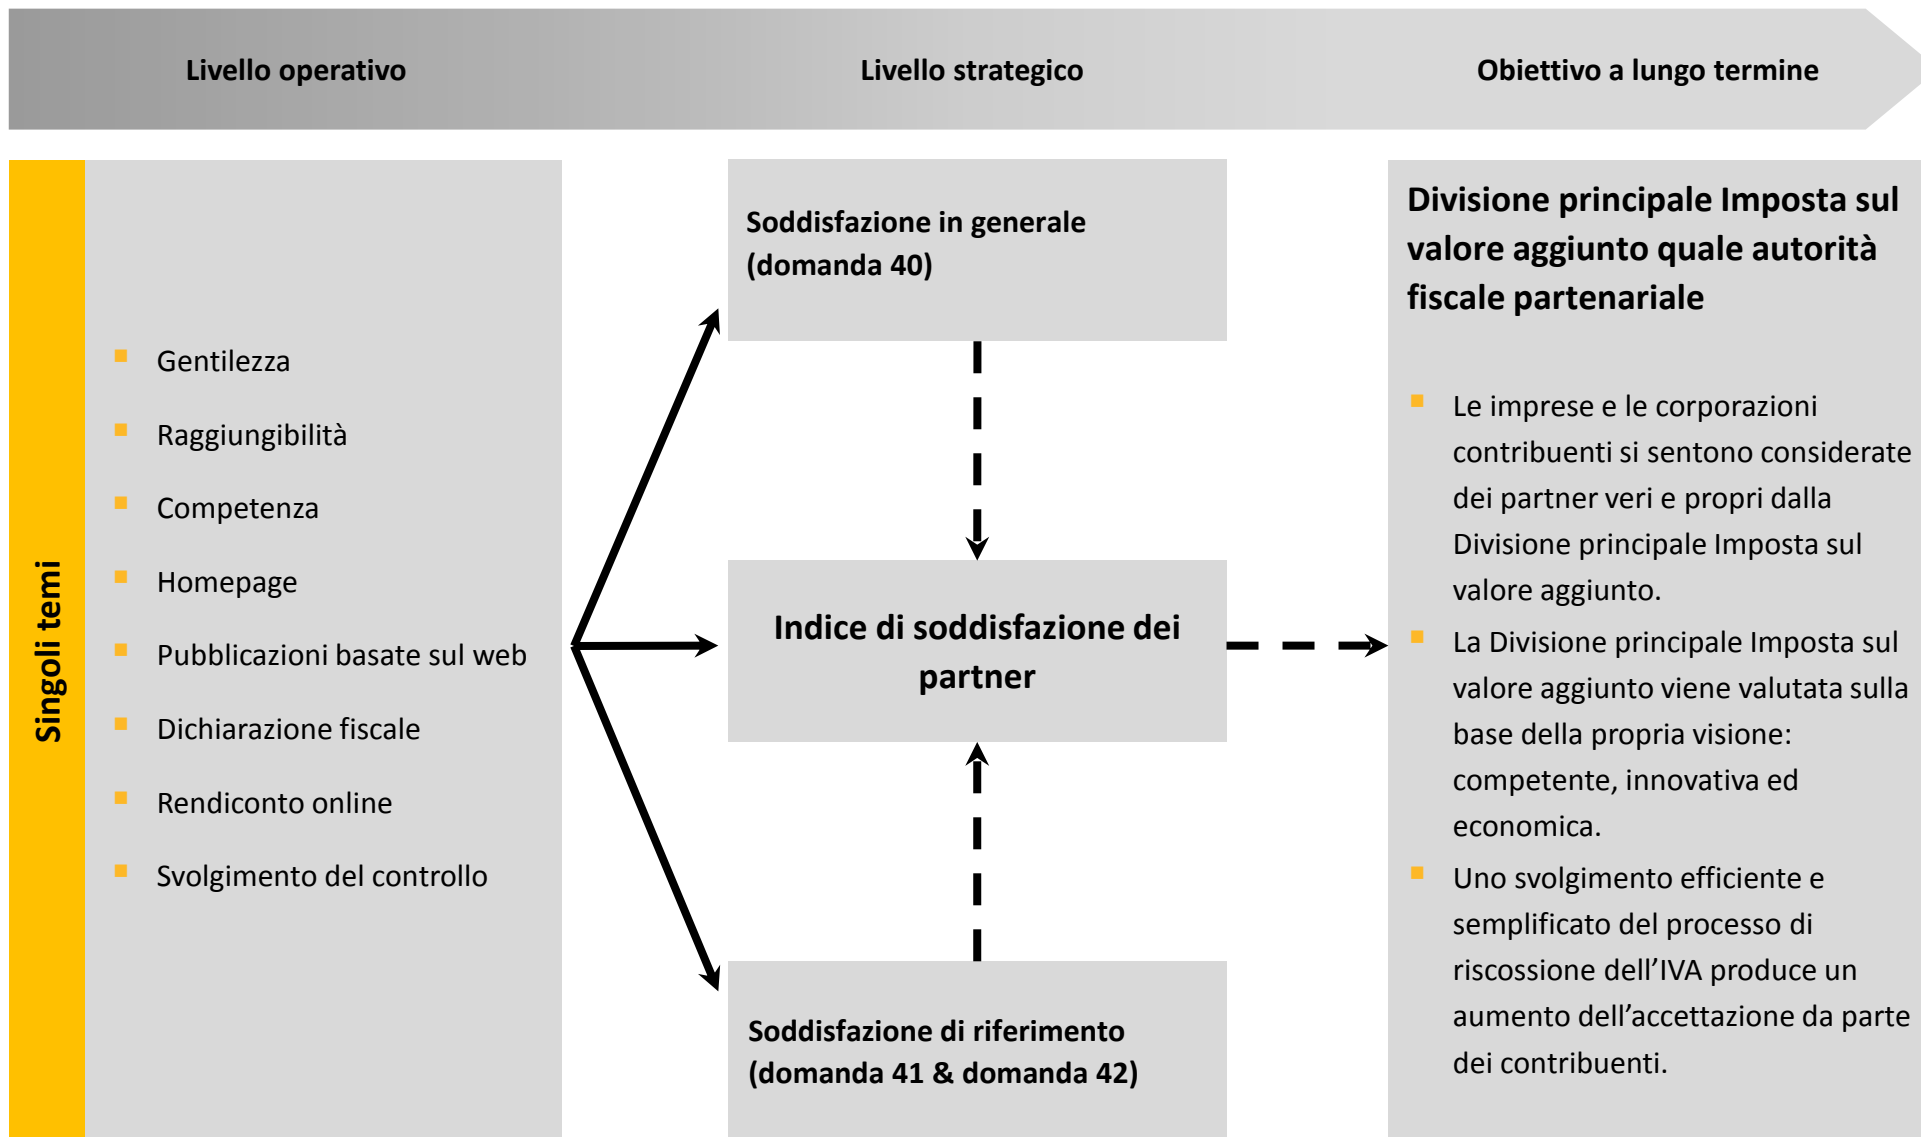 Livello operativo
Livello strategico
Obiettivo a lungo termine
Singoli temi
Gentilezza
Raggiungibilità
Competenza
Homepage
Pubblicazioni basate sul web
Dichiarazione fiscale
Rendiconto online
Svolgimento del controllo
Soddisfazione in generale
(domanda 40)
Indice di soddisfazione dei
partner
Soddisfazione di riferimento
(domanda 41 & domanda 42)
Divisione principale Imposta sul
valore aggiunto quale autorità
fiscale partenariale
Le imprese e le corporazioni
contribuenti si sentono considerate
dei partner veri e propri dalla
Divisione principale Imposta sul
valore aggiunto.
La Divisione principale Imposta sul
valore aggiunto viene valutata sulla
base della propria visione:
competente, innovativa ed
economica.
Uno svolgimento efficiente e
semplificato del processo di
riscossione dell’IVA produce un
aumento dell’accettazione da parte
dei contribuenti.